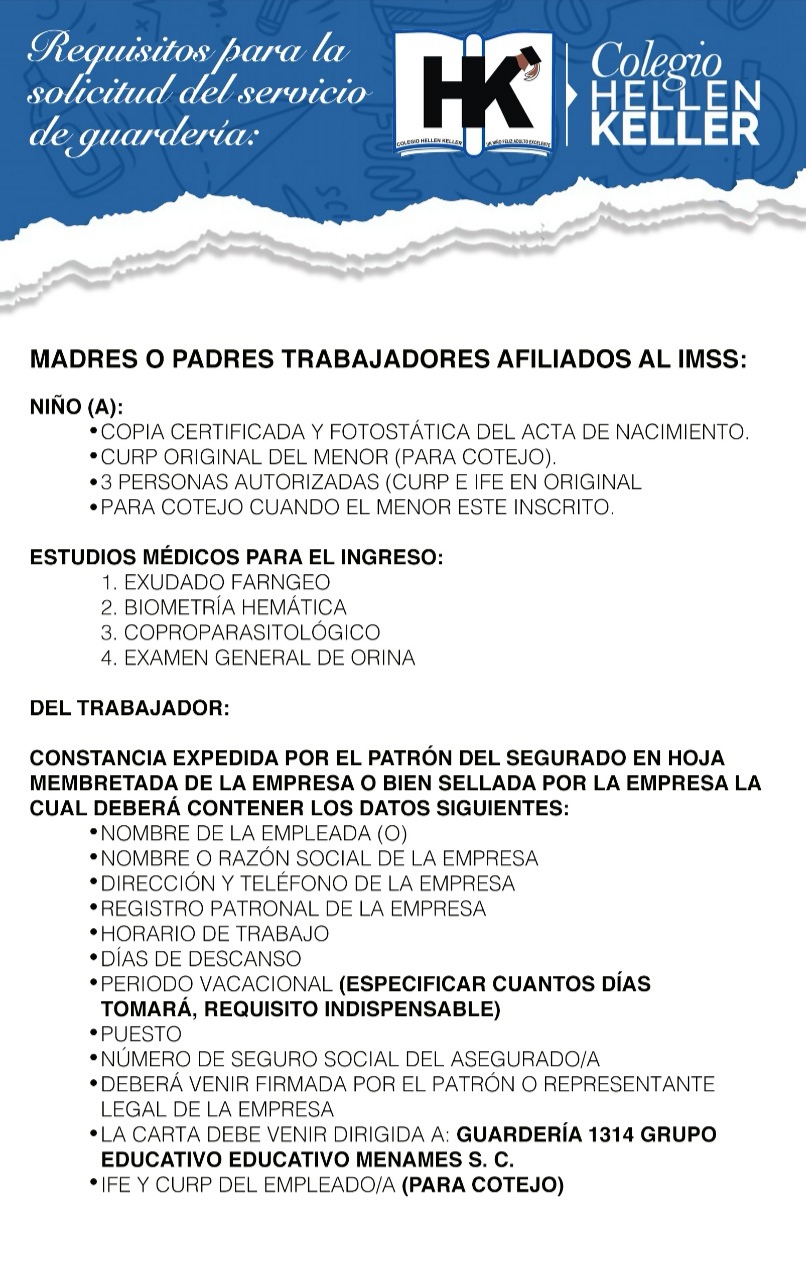 Requisitos para la
solicitud del servicio
de guardería:
HK
COLEGIO HELLEN KELLER
UN NIÑO FELIZ ADULTO EXCELENTE
Colegio
HELLEN
KELLER
FUN
MADRES O PADRES TRABAJADORES AFILIADOS AL IMSS:
NIÑO (A):
•COPIA CERTIFICADA Y FOTOSTÁTICA DEL ACTA DE NACIMIENTO.
•CURP ORIGINAL DEL MENOR (PARA COTEJO).
•3 PERSONAS AUTORIZADAS (CURP E IFE EN ORIGINAL
•PARA COTEJO CUANDO EL MENOR ESTE INSCRITO.
ESTUDIOS MÉDICOS PARA EL INGRESO:
1. EXUDADO FARNGEO
2. BIOMETRÍA HEMÁTICA
3. COPROPARASITOLÓGICO
4. EXAMEN GENERAL DE ORINA
DEL TRABAJADOR:
CONSTANCIA EXPEDIDA POR EL PATRÓN DEL SEGURADO EN HOJA
MEMBRETADA DE LA EMPRESA O BIEN SELLADA POR LA EMPRESA LA
CUAL DEBERÁ CONTENER LOS DATOS SIGUIENTES:
•NOMBRE DE LA EMPLEADA (O)
•NOMBRE O RAZÓN SOCIAL DE LA EMPRESA
•DIRECCIÓN Y TELÉFONO DE LA EMPRESA
•REGISTRO PATRONAL DE LA EMPRESA
•HORARIO DE TRABAJO
•DÍAS DE DESCANSO
•PERIODO VACACIONAL (ESPECIFICAR CUANTOS DÍAS
TOMARÁ, REQUISITO INDISPENSABLE)
•PUESTO
•NÚMERO DE SEGURO SOCIAL DEL ASEGURADO/A
•DEBERÁ VENIR FIRMADA POR EL PATRÓN O REPRESENTANTE
LEGAL DE LA EMPRESA
•LA CARTA DEBE VENIR DIRIGIDA A: GUARDERÍA 1314 GRUPO
EDUCATIVO EDUCATIVO MENAMES S. C.
•IFE Y CURP DEL EMPLEADO/A (PARA COTEJO)